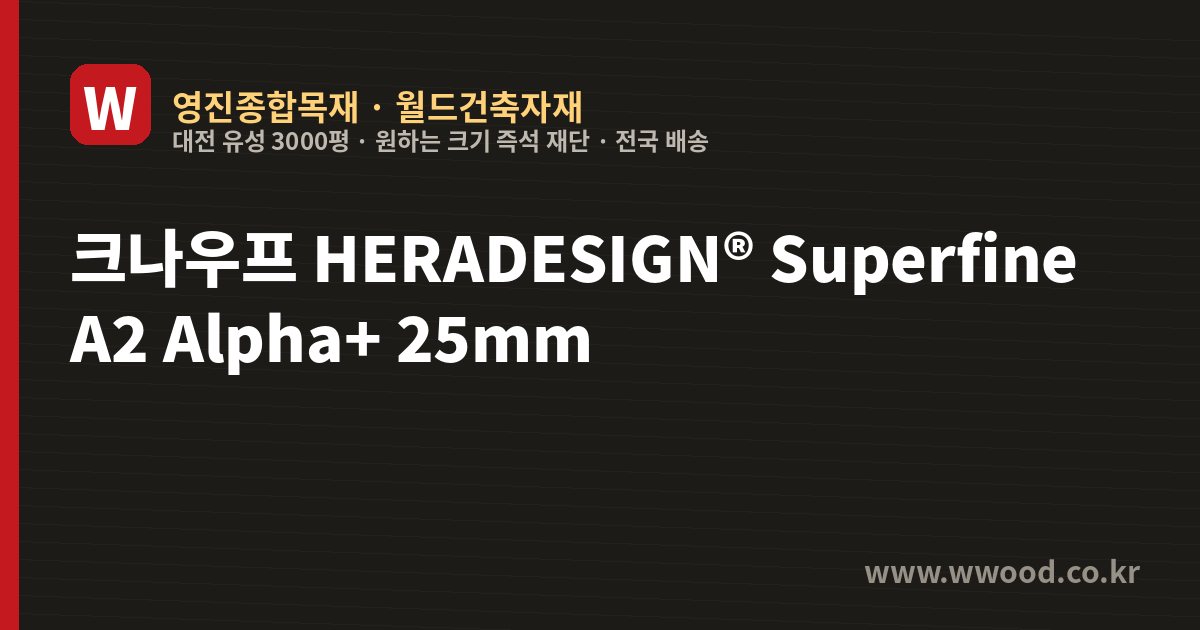 W
영진종합목재 · 월드건축자재
대전 유성 3000평 · 원하는 크기 즉석 재단 · 전국 배송
크나우프 HERADESIGN® Superfine
A2 Alpha+ 25mm
www.wwood.co.kr